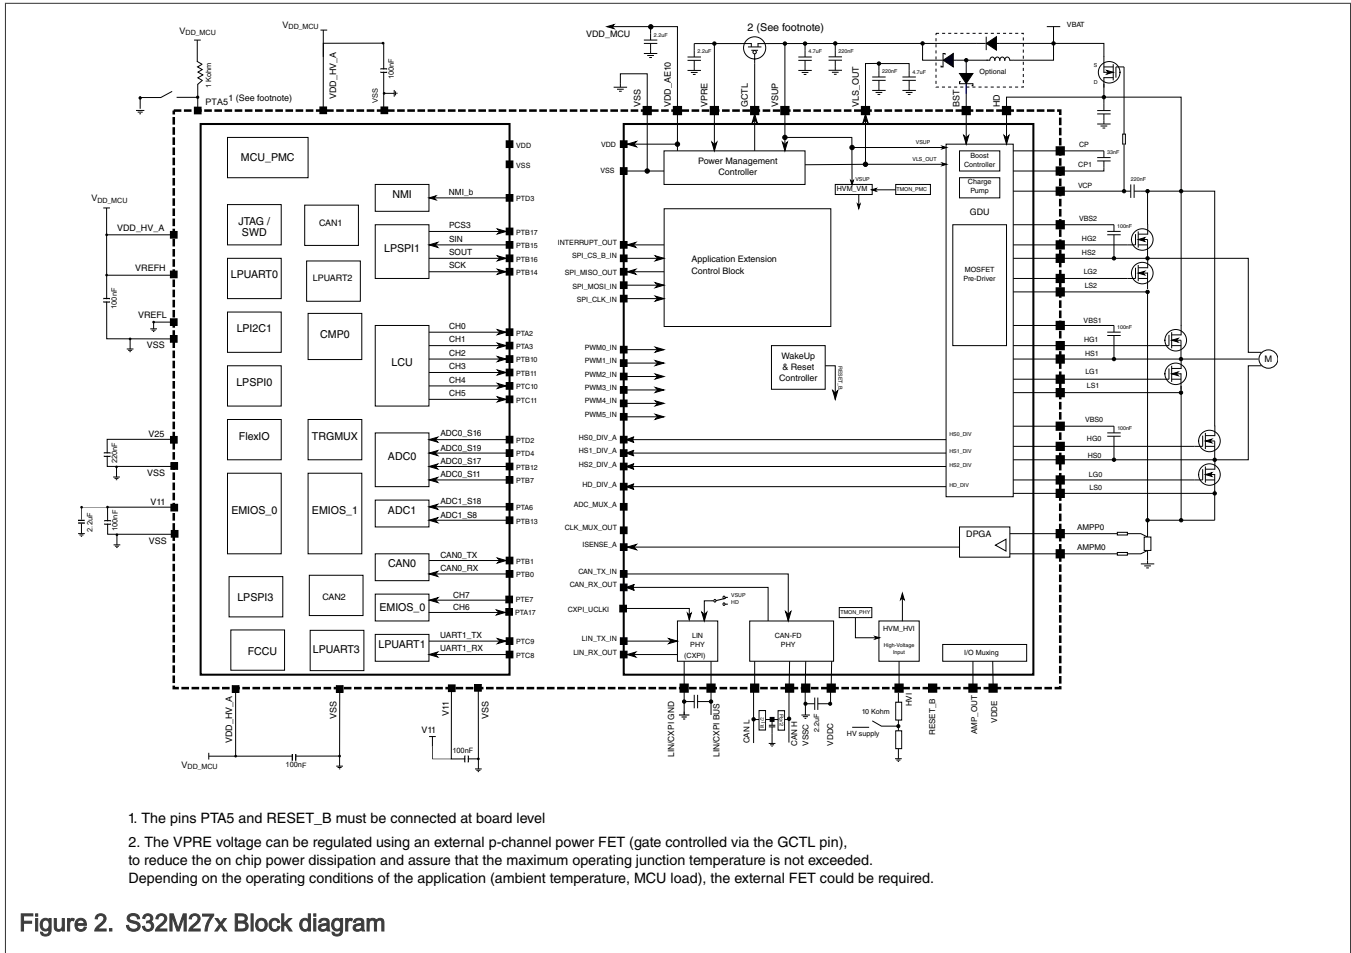 VDD_MCU
VDD_MCU
VDD_MCU
2 (See footnote)
VBAT
1 Kohm
VDD_HV_A
VSS
100nF
PTA5 1 (See footnote)
2.2uF
VSS
VDD_AE10
2.2uF
VPRE
GCTL
VSUP
4.7uF
220nF
VLS_OUT
220nF
4.7uF
Optional
BST
HD
S
D
MCU_PMC
JTAG / SWD
CAN1
LPUART0
LPUART2
LPI2C1
CMP0
LPSPI0
FlexIO
TRGMUX
EMIOS_0
EMIOS_1
LPSPI3
CAN2
FCCU
LPUART3
NMI
NMI_b
LPSPI1
PCS3
SIN
SOUT
SCK
LCU
CH0
CH1
CH2
CH3
CH4
CH5
ADC0
ADC0_S16
ADC0_S19
ADC0_S17
ADC0_S11
ADC1
ADC1_S18
ADC1_S8
CAN0
CAN0_TX
CAN0_RX
EMIOS_0
CH7
CH6
LPUART1
UART1_TX
UART1_RX
VDD
VSS
PTD3
PTB17
PTB15
PTB16
PTB14
PTA2
PTA3
PTB10
PTB11
PTC10
PTC11
PTD2
PTD4
PTB12
PTB7
PTA6
PTB13
PTB1
PTB0
PTE7
PTA17
PTC9
PTC8
VDD_MCU
VDD_HV_A
VREFH
100nF
VREFL
VSS
V25
220nF
VSS
V11
2.2uF
100nF
VSS
VDD_HV_A
VSS
V11
VSS
VDD_MCU
100nF
V11
100nF
VDD
VSS
INTERRUPT_OUT
SPI_CS_B_IN
SPI_MISO_OUT
SPI_MOSI_IN
SPI_CLK_IN
PWM0_IN
PWM1_IN
PWM2_IN
PWM3_IN
PWM4_IN
PWM5_IN
HS0_DIV_A
HS1_DIV_A
HS2_DIV_A
HD_DIV_A
ADC_MUX_A
CLK_MUX_OUT
ISENSE_A
CAN_TX_IN
CAN_RX_OUT
CXPI_UCLKI
LIN_TX_IN
LIN_RX_OUT
Power Management
Controller
VSUP
VLS_OUT
VSUP
HVM_VM
TMON_PMC
Application Extension
Control Block
WakeUp
& Reset
Controller
RESET_B
Boost
Controller
Charge
Pump
GDU
MOSFET
Pre-Driver
HS0_DIV
HS1_DIV
HS2_DIV
HD_DIV
DPGA
VSUP
HD
LIN
PHY
(CXPI)
CAN-FD
PHY
TMON_PHY
HVM_HVI
High-Voltage
Input
I/O Muxing
CP
33nF
CP1
VCP
220nF
VBS2
100nF
HG2
HS2
LG2
LS2
VBS1
100nF
HG1
HS1
LG1
LS1
VBS0
100nF
HG0
HS0
LG0
LS0
AMPP0
AMPM0
M
LIN/CXPI GND
LIN/CXPI BUS
CAN L
CAN H
VSSC
2.2uF
VDDC
10 Kohm
HV supply
HVI
RESET_B
AMP_OUT
VDDE
1. The pins PTA5 and RESET_B must be connected at board level
2. The VPRE voltage can be regulated using an external p-channel power FET (gate controlled via the GCTL pin),
to reduce the on chip power dissipation and assure that the maximum operating junction temperature is not exceeded.
Depending on the operating conditions of the application (ambient temperature, MCU load), the external FET could be required.
Figure 2. S32M27x Block diagram